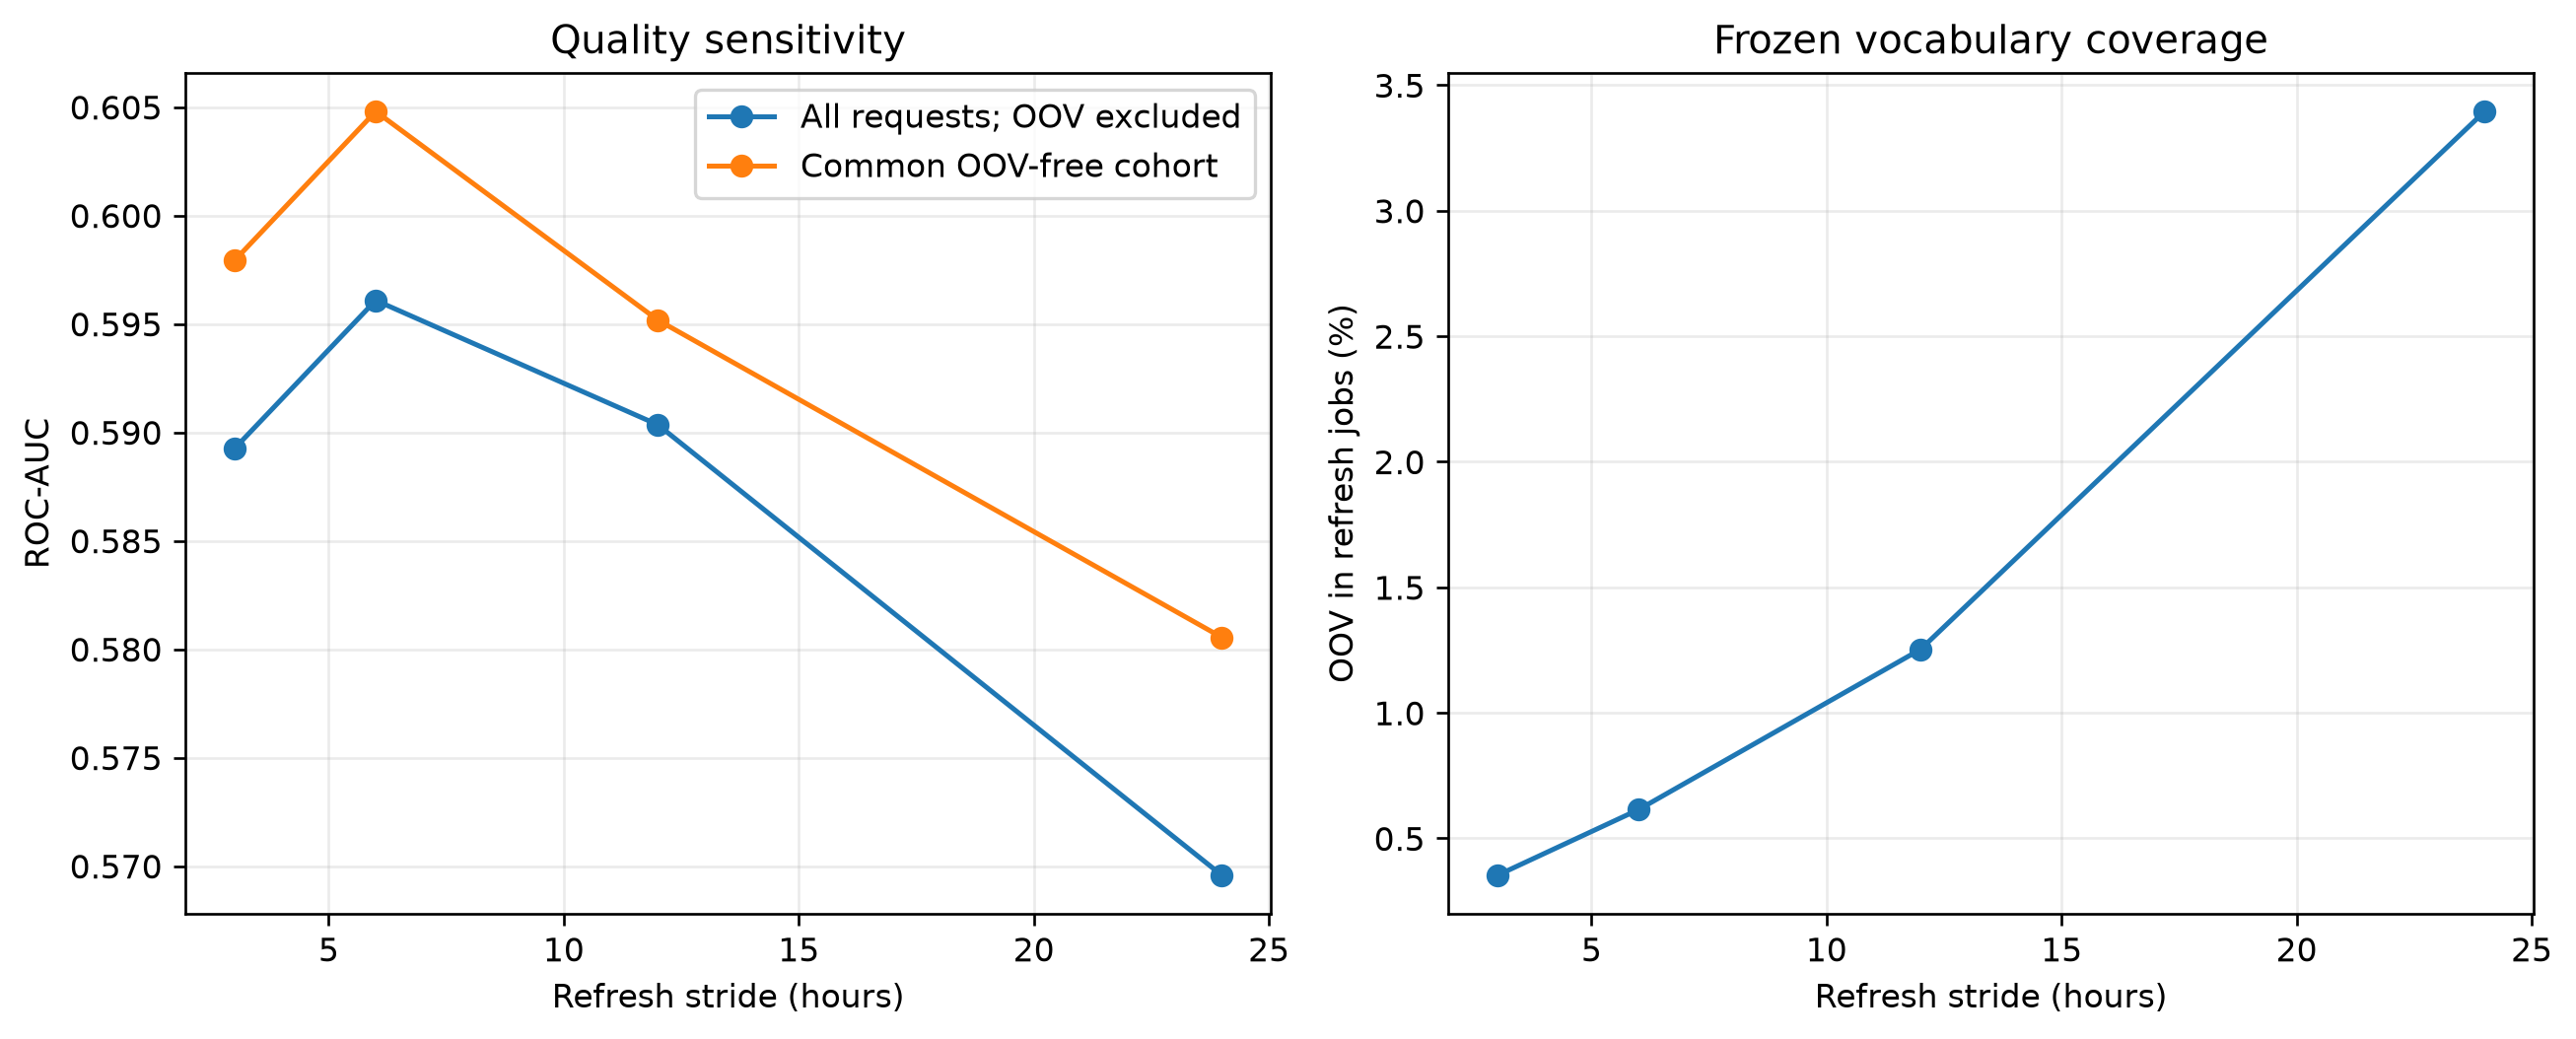 Quality sensitivity
0.605
0.600
0.595
0.590
0.585
0.580
0.575
0.570
ROC-AUC
All requests; OOV excluded
Common OOV-free cohort
5 10 15 20 25
Refresh stride (hours)
Frozen vocabulary coverage
3.5
3.0
2.5
2.0
1.5
1.0
0.5
OOV in refresh jobs (%)
5 10 15 20 25
Refresh stride (hours)